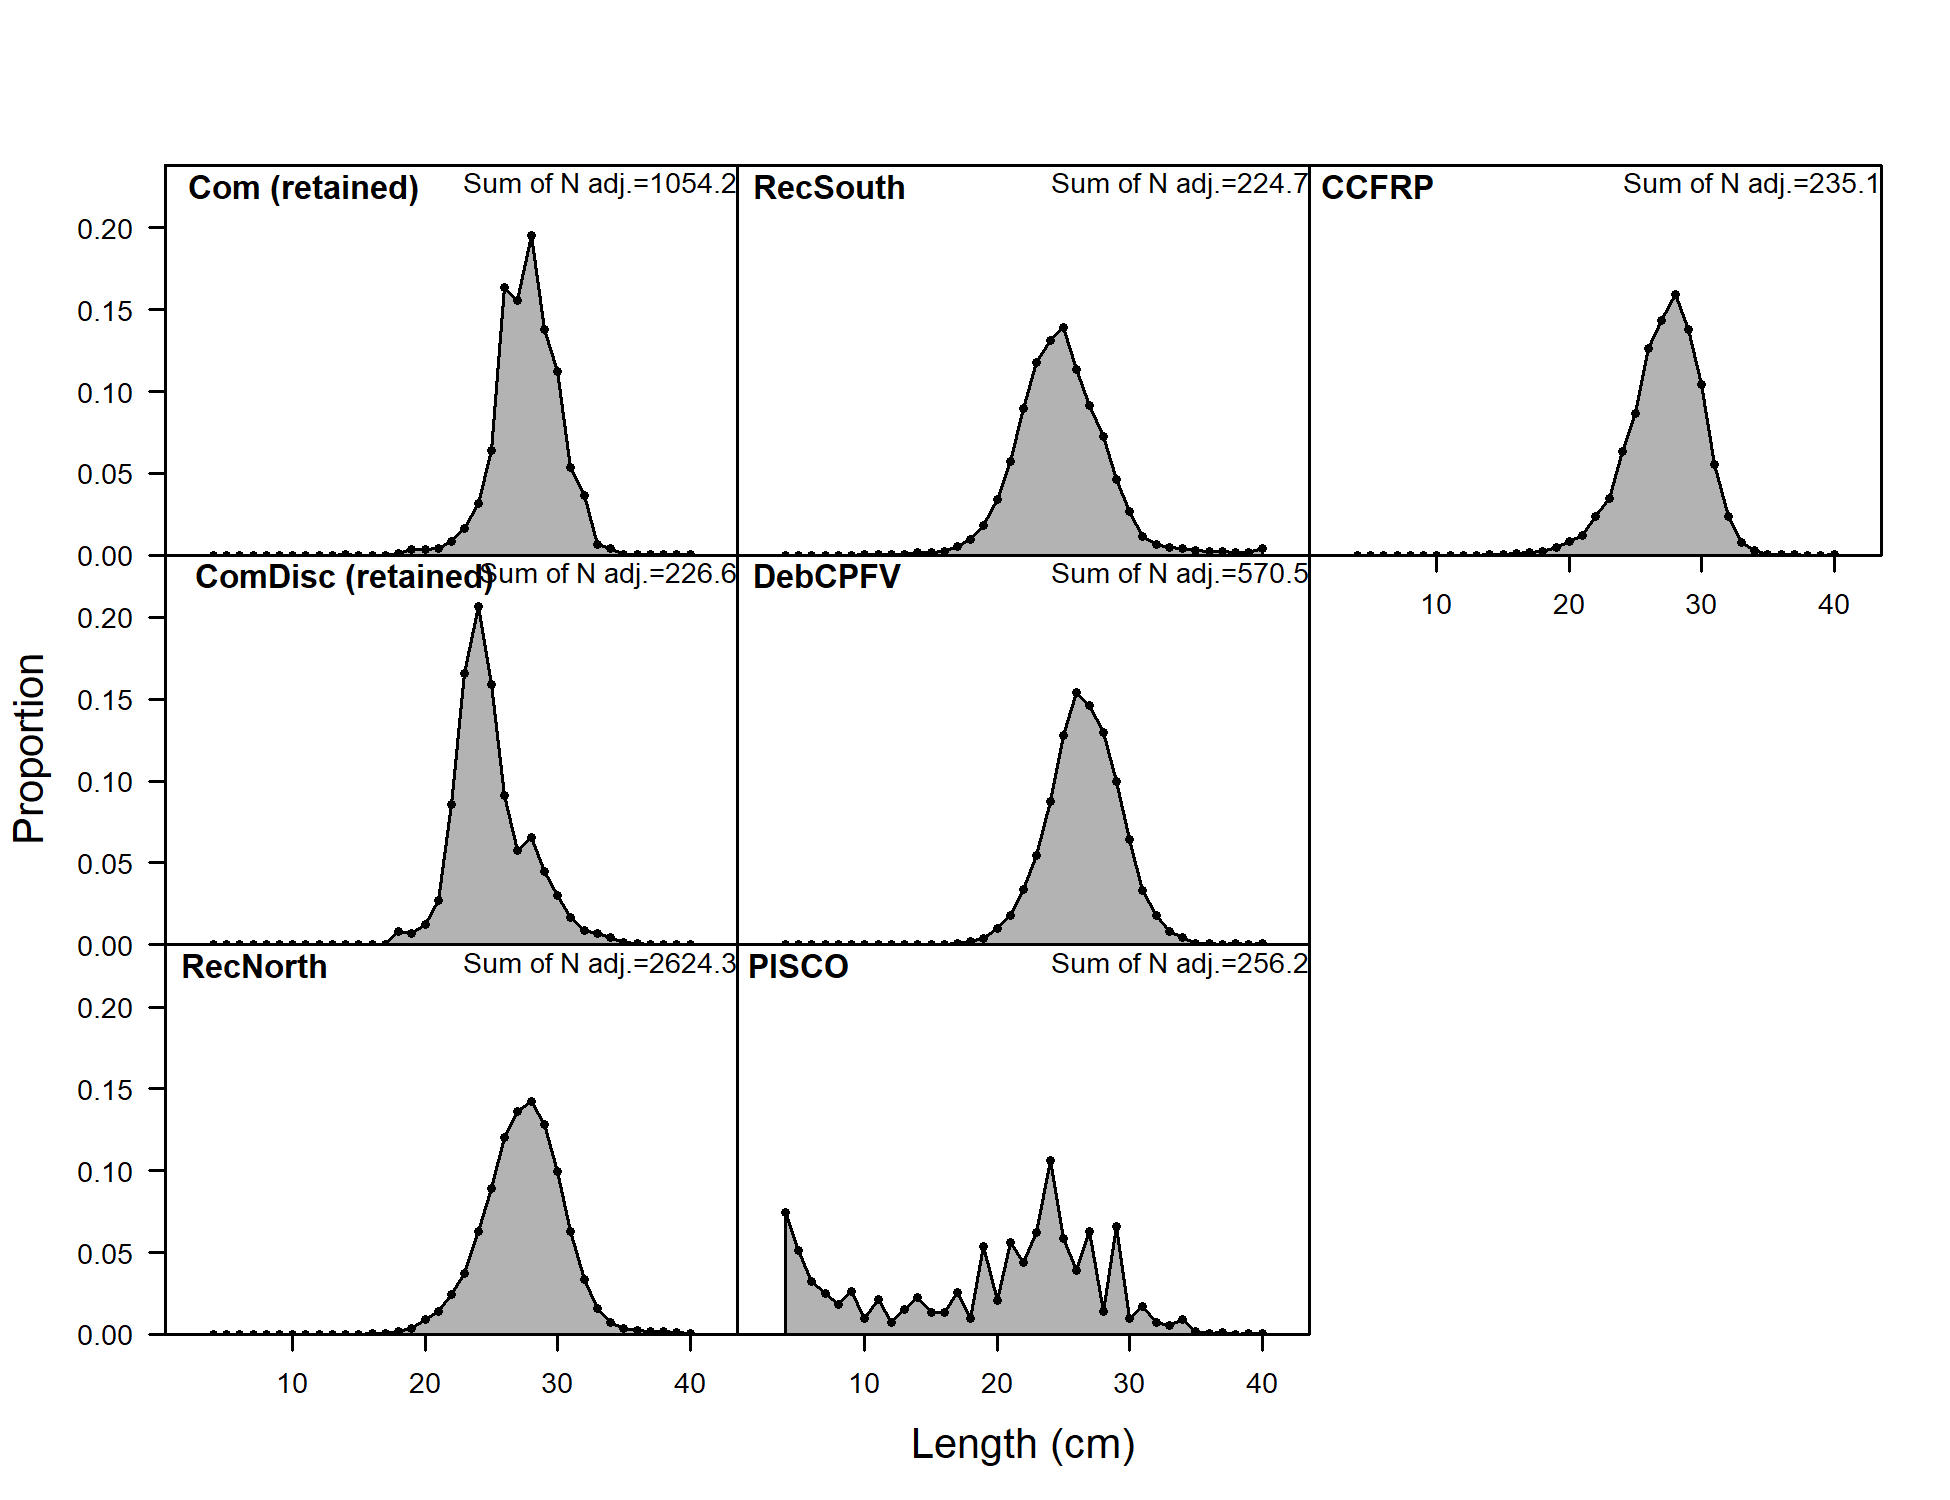 Com (retained) Sum of N adj.=1054.2
RecSouth Sum of N adj.=224.7
CCFRP Sum of N adj.=235.1
0.20
0.15
0.10
0.05
0.00
10 20 30 40
ComDisc (retained) Sum of N adj.=226.6
DebCPFV Sum of N adj.=570.5
0.20
0.15
0.10
0.05
0.00
Proportion
RecNorth Sum of N adj.=2624.3
PISCO Sum of N adj.=256.2
0.20
0.15
0.10
0.05
0.00
10 20 30 40
10 20 30 40
Length (cm)